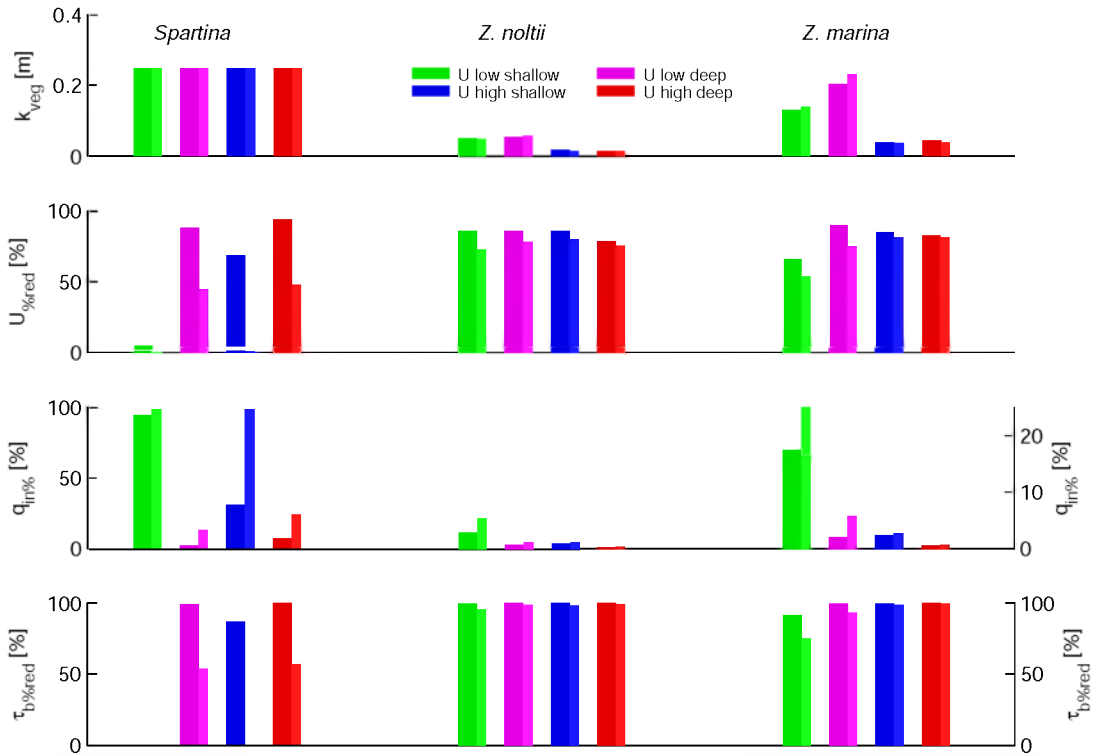 Spartina Z. noltii Z. marina
k_veg [m]
0.4
0.2
0
U low shallow U low deep
U high shallow U high deep
U_%red [%]
100
50
0
q_in% [%]
100
50
0
20
10
0
q_in% [%]
τ_b%red [%]
100
50
0
100
50
0
τ_b%red [%]